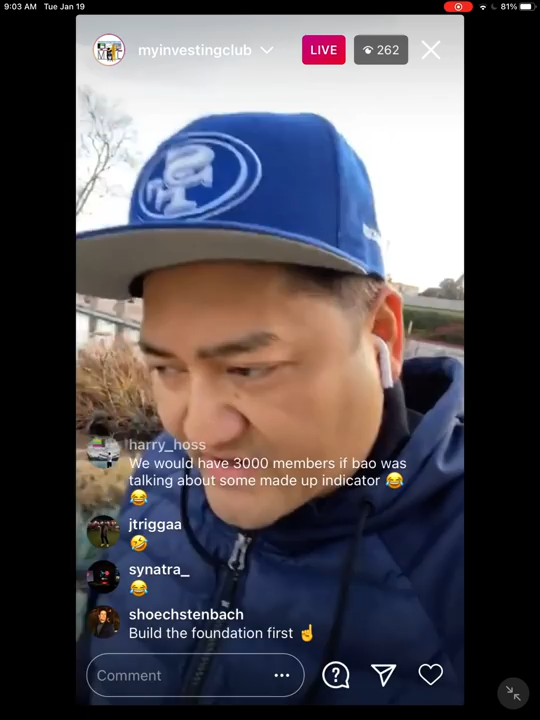 9:03 AM Tue Jan 19
81%
myinvestingclub
LIVE
262
harry_hoss
We would have 3000 members if bao was
talking about some made up indicator 😂
😂
jtriggaa
🤣
synatra_
😂
shoechstenbach
Build the foundation first ☝️
Comment